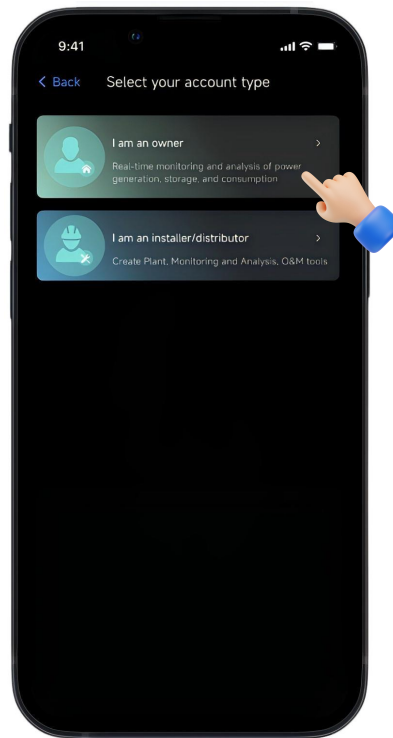 9:41
Back
Select your account type
I am an owner
Real-time monitoring and analysis of power
generation, storage, and consumption
I am an installer/distributor
Create Plant, Monitoring and Analysis, O&M tools